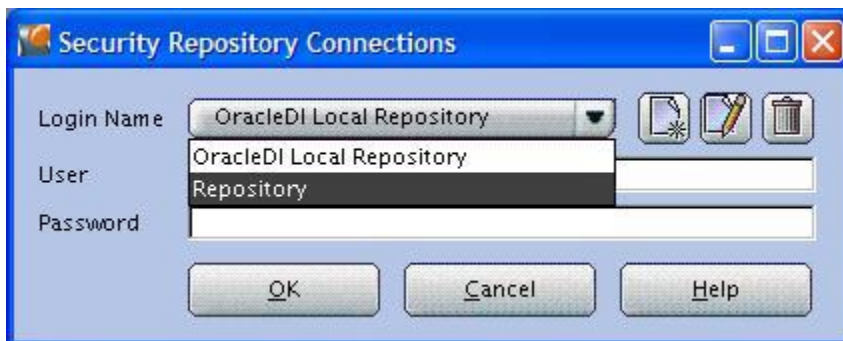 Security Repository Connections
Login Name OracleDI Local Repository
OracleDI Local Repository
User
Repository
Password
OK Cancel Help